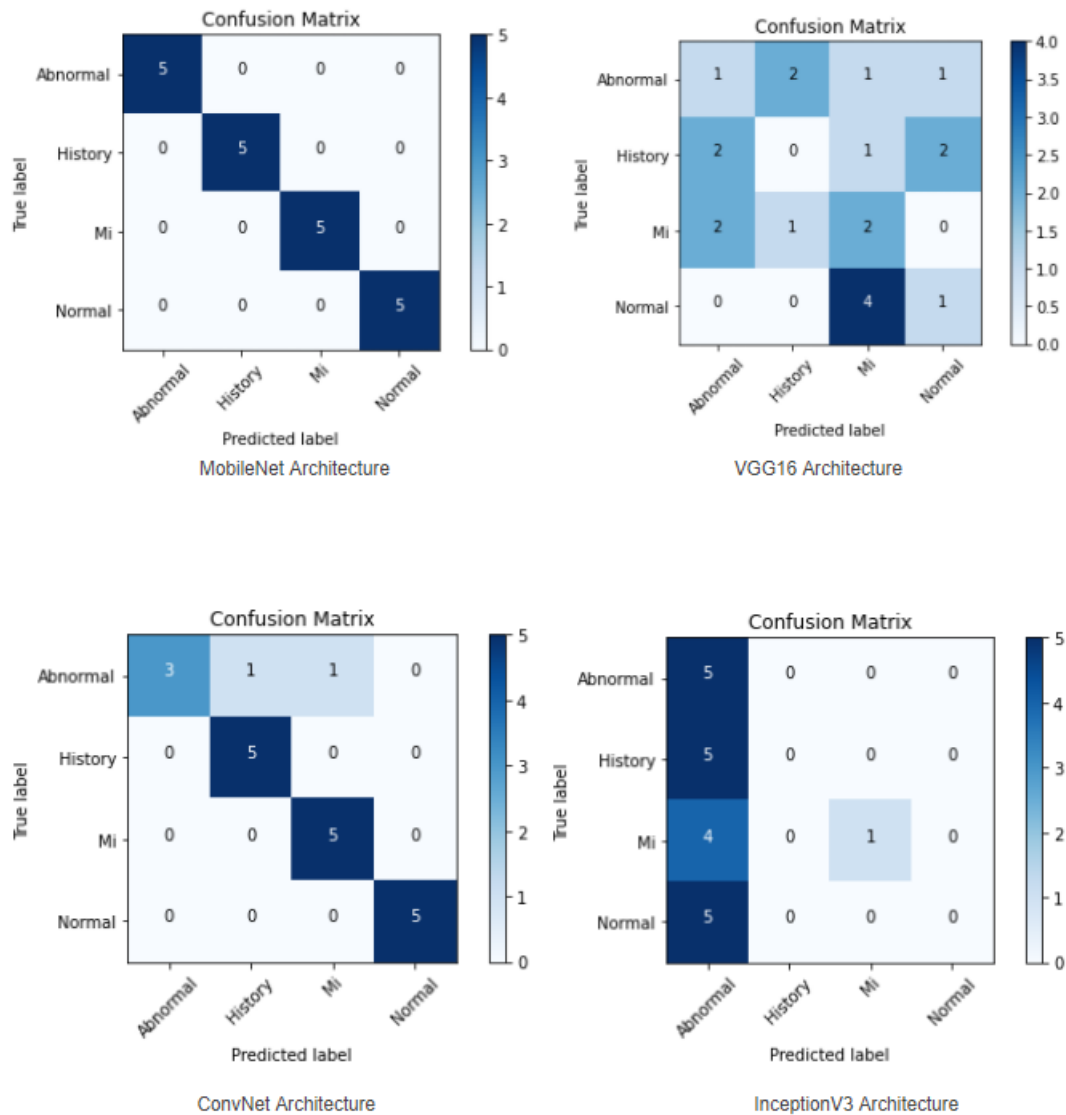 Confusion Matrix
Abnormal 5 0 0 0
History 0 5 0 0
Mi 0 0 5 0
Normal 0 0 0 5
True label
Abnormal History Mi Normal
Predicted label
5
4
3
2
1
0
MobileNet Architecture
Confusion Matrix
Abnormal 1 2 1 1
History 2 0 1 2
Mi 2 1 2 0
Normal 0 0 4 1
True label
Abnormal History Mi Normal
Predicted label
4.0
3.5
3.0
2.5
2.0
1.5
1.0
0.5
0.0
VGG16 Architecture
Confusion Matrix
Abnormal 3 1 1 0
History 0 5 0 0
Mi 0 0 5 0
Normal 0 0 0 5
True label
Abnormal History Mi Normal
Predicted label
5
4
3
2
1
0
ConvNet Architecture
Confusion Matrix
Abnormal 5 0 0 0
History 5 0 0 0
Mi 4 0 1 0
Normal 5 0 0 0
True label
Abnormal History Mi Normal
Predicted label
5
4
3
2
1
0
InceptionV3 Architecture